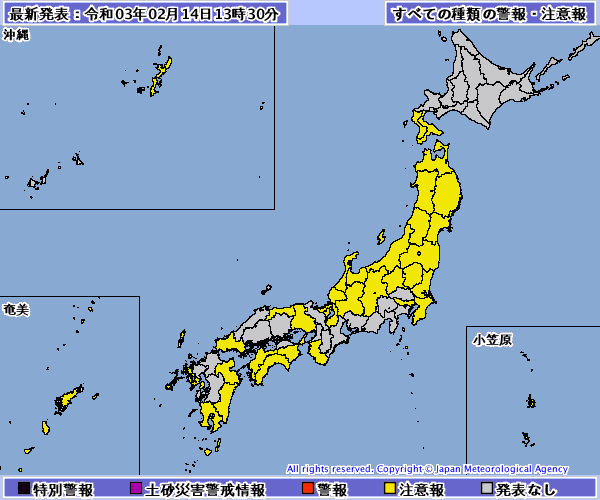 最新発表：令和03年02月14日13時30分
すべての種類の警報・注意報
沖縄
奄美
小笠原
All rights reserved. Copyright © Japan Meteorological Agency
特別警報 土砂災害警戒情報 警報 注意報 発表なし